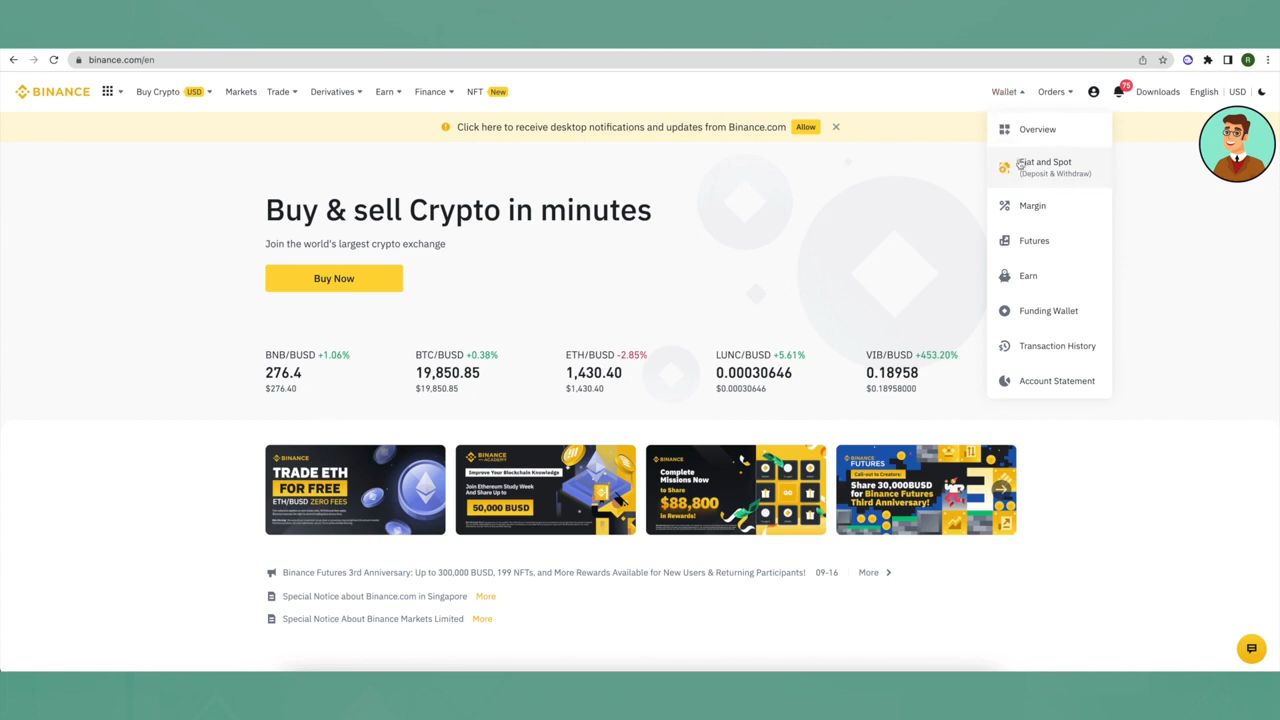 binance.com/en
R
BINANCE
Buy Crypto USD
Markets
Trade
Derivatives
Earn
Finance
NFT New
Wallet
Orders
75
Downloads
English
USD
Click here to receive desktop notifications and updates from Binance.com
Allow
Overview
Fiat and Spot
(Deposit & Withdraw)
Margin
Futures
Earn
Funding Wallet
Transaction History
Account Statement
Buy & sell Crypto in minutes
Join the world's largest crypto exchange
Buy Now
BNB/BUSD +1.06%
276.4
$276.40
BTC/BUSD +0.38%
19,850.85
$19,850.85
ETH/BUSD -2.85%
1,430.40
$1,430.40
LUNC/BUSD +5.61%
0.00030646
$0.00030646
VIB/BUSD +453.20%
0.18958
$0.18958000
BINANCE
TRADE ETH
FOR FREE
ETH/BUSD ZERO FEES
BINANCE
ACADEMY
Improve Your Blockchain Knowledge
Join Ethereum Study Week
And Share Up to
50,000 BUSD
BINANCE
Complete
Missions Now
to Share
$88,800
in Rewards!
GO
BINANCE
FUTURES
Call-out to Creators:
Share 30,000BUSD
for Binance Futures
Third Anniversary!
Binance Futures 3rd Anniversary: Up to 300,000 BUSD, 199 NFTs, and More Rewards Available for New Users & Returning Participants! 09-16
More
Special Notice about Binance.com in Singapore More
Special Notice About Binance Markets Limited More